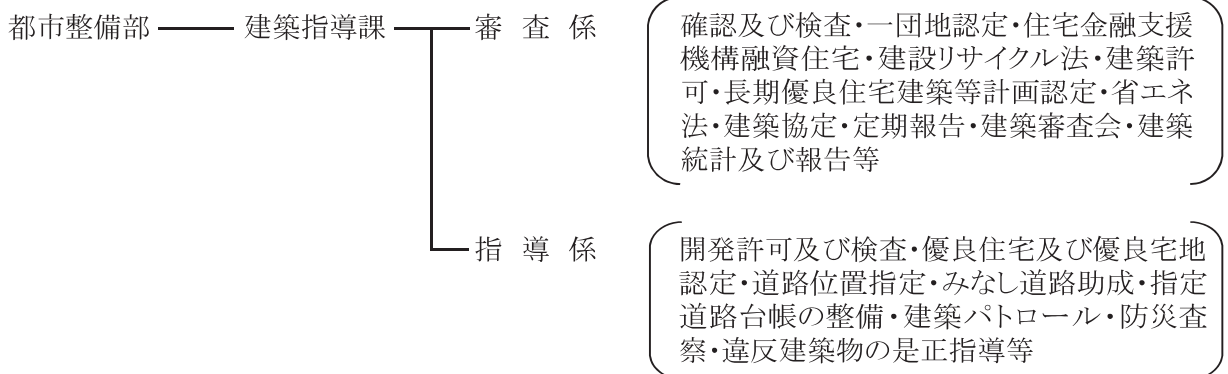 都市整備部 建築指導課 審査係
確認及び検査・一団地認定・住宅金融支援
機構融資住宅・建設リサイクル法・建築許
可・長期優良住宅建築等計画認定・省エネ
法・建築協定・定期報告・建築審査会・建築
統計及び報告等
指導係
開発許可及び検査・優良住宅及び優良宅地
認定・道路位置指定・みなし道路助成・指定
道路台帳の整備・建築パトロール・防災査
察・違反建築物の是正指導等